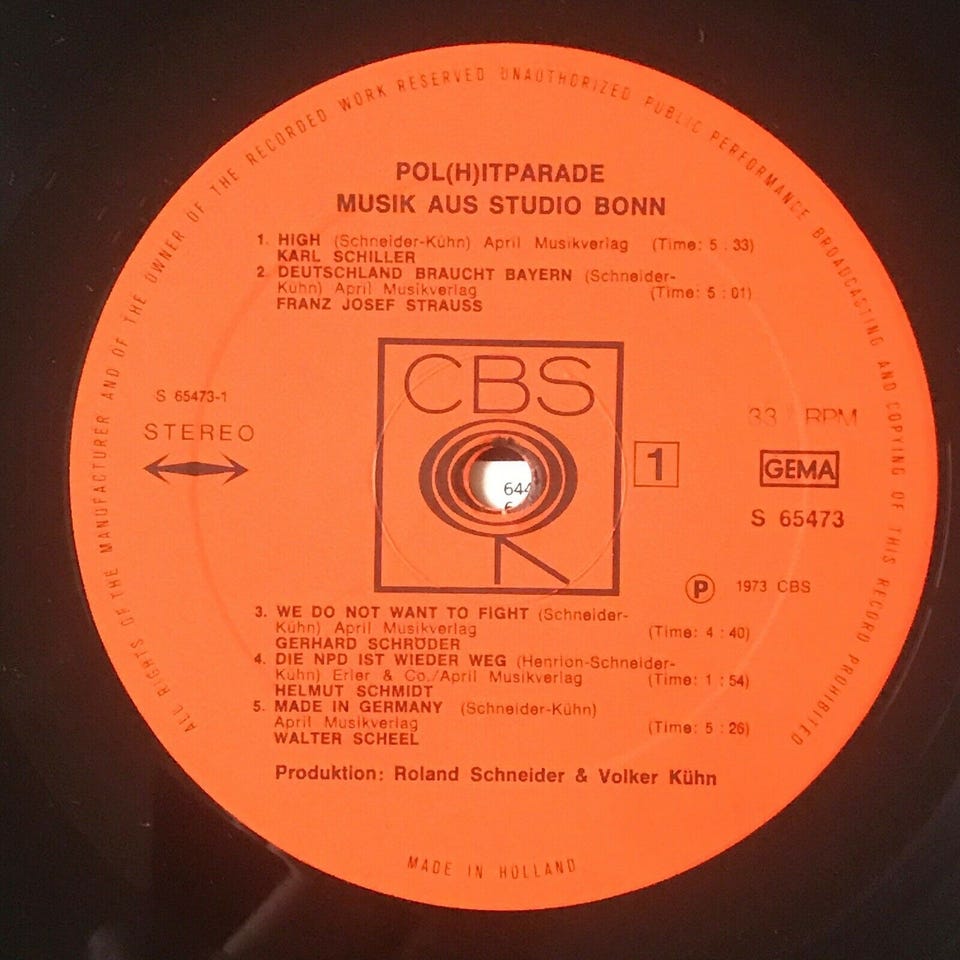 ALL RIGHTS OF THE MANUFACTURER AND OF THE OWNER OF THE RECORDED WORK RESERVED UNAUTHORIZED PUBLIC PERFORMANCE BROADCASTING AND COPYING OF THIS RECORD PROHIBITED
POL(H)ITPARADE
MUSIK AUS STUDIO BONN
1. HIGH (Schneider-Kühn) April Musikverlag (Time: 5 : 33)
KARL SCHILLER
2. DEUTSCHLAND BRAUCHT BAYERN (Schneider-
Kühn) April Musikverlag (Time: 5 : 01)
FRANZ JOSEF STRAUSS
CBS
S 65473-1
STEREO
33 RPM
1
GEMA
S 65473
644
P 1973 CBS
3. WE DO NOT WANT TO FIGHT (Schneider-
Kühn) April Musikverlag (Time: 4 : 40)
GERHARD SCHRÖDER
4. DIE NPD IST WIEDER WEG (Henrion-Schneider-
Kühn) Erler & Co./April Musikverlag (Time: 1 : 54)
HELMUT SCHMIDT
5. MADE IN GERMANY (Schneider-Kühn)
April Musikverlag (Time: 5 : 26)
WALTER SCHEEL
Produktion: Roland Schneider & Volker Kühn
MADE IN HOLLAND